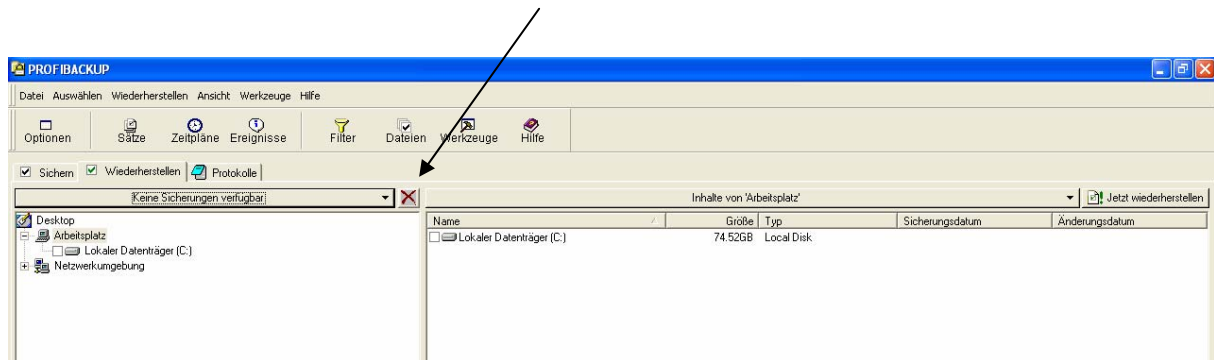 PROFIBACKUP
Datei Auswählen Wiederherstellen Ansicht Werkzeuge Hilfe
Optionen Sätze Zeitpläne Ereignisse Filter Dateien Werkzeuge Hilfe
Sichern Wiederherstellen Protokolle
Keine Sicherungen verfügbar Inhalte von 'Arbeitsplatz' Jetzt wiederherstellen
Desktop
Arbeitsplatz
Lokaler Datenträger (C:)
Netzwerkumgebung
Name Größe Typ Sicherungsdatum Änderungsdatum
Lokaler Datenträger (C:) 74.52GB Local Disk